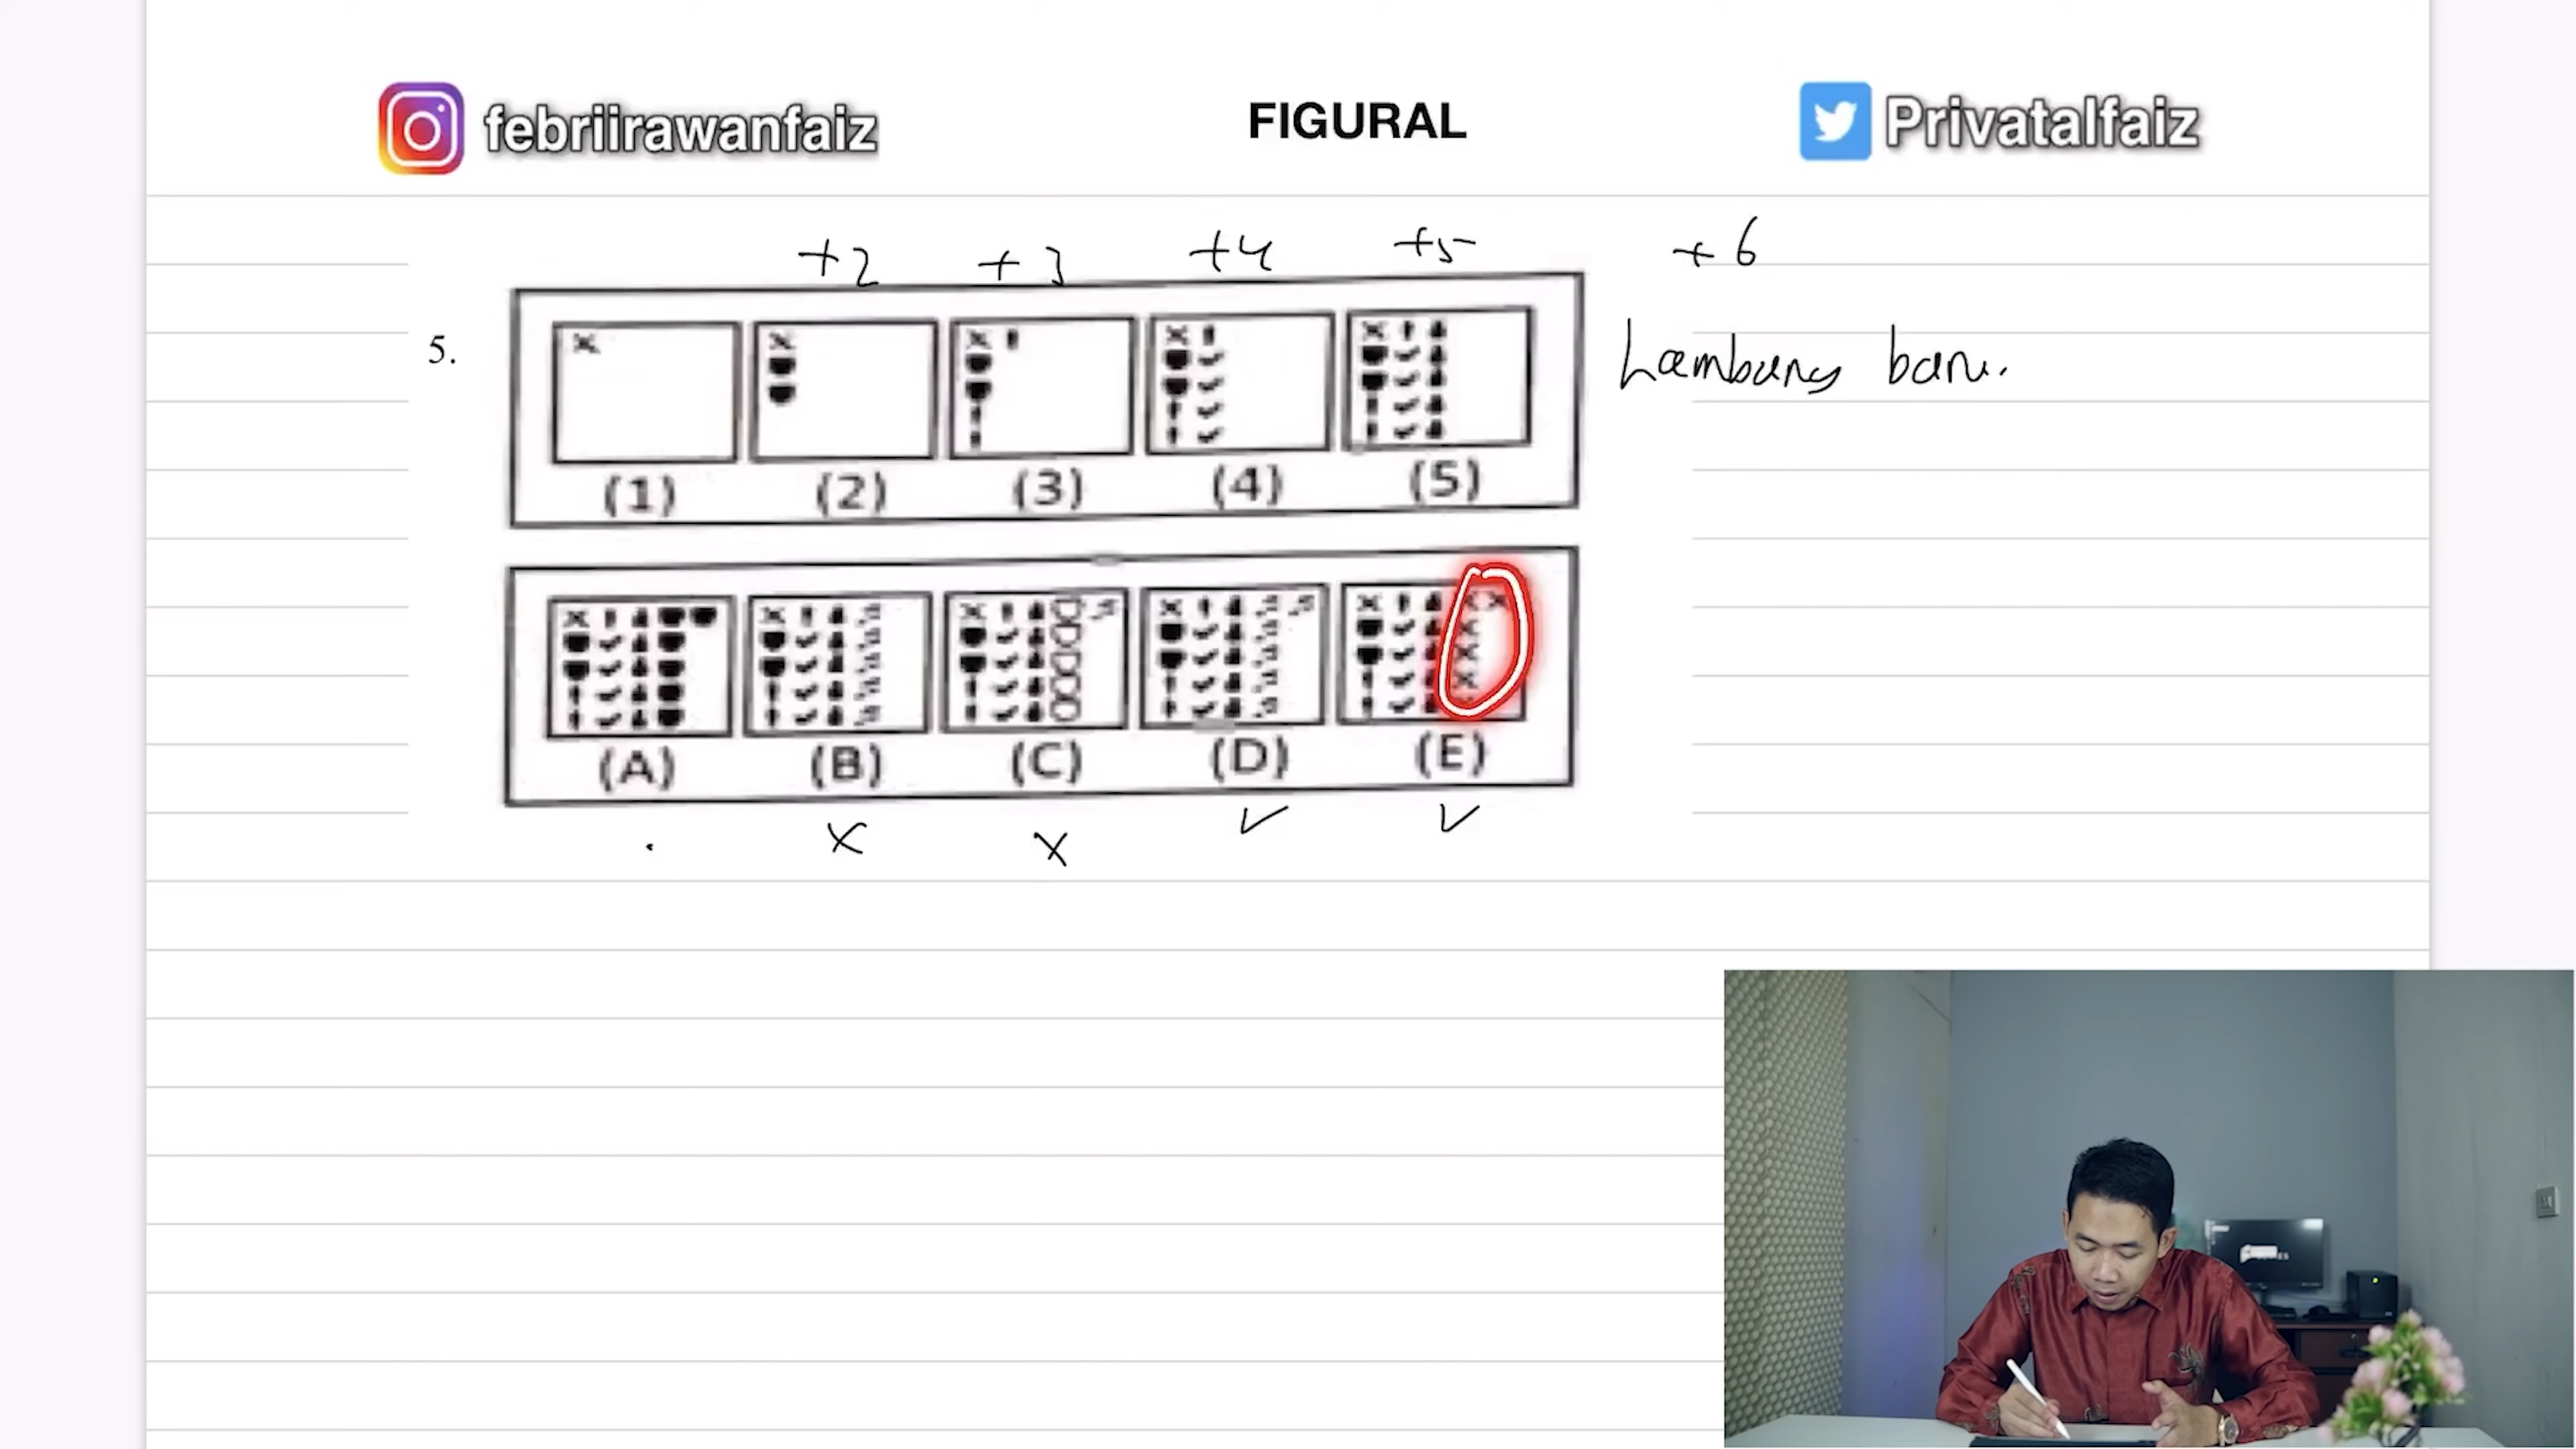 febriirawanfaiz FIGURAL Privatalfaiz
+2 +3 +4 +5 +6
5.
Lambang baru.
(1) (2) (3) (4) (5)
(A) (B) (C) (D) (E)
x x ✓ ✓